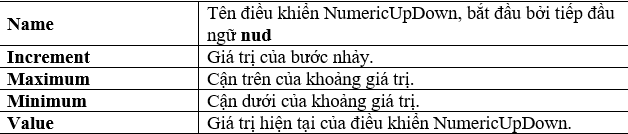 Name
Tên điều khiển NumericUpDown, bắt đầu bởi tiếp đầu
ngữ nud
Increment
Giá trị của bước nhảy.
Maximum
Cận trên của khoảng giá trị.
Minimum
Cận dưới của khoảng giá trị.
Value
Giá trị hiện tại của điều khiển NumericUpDown.